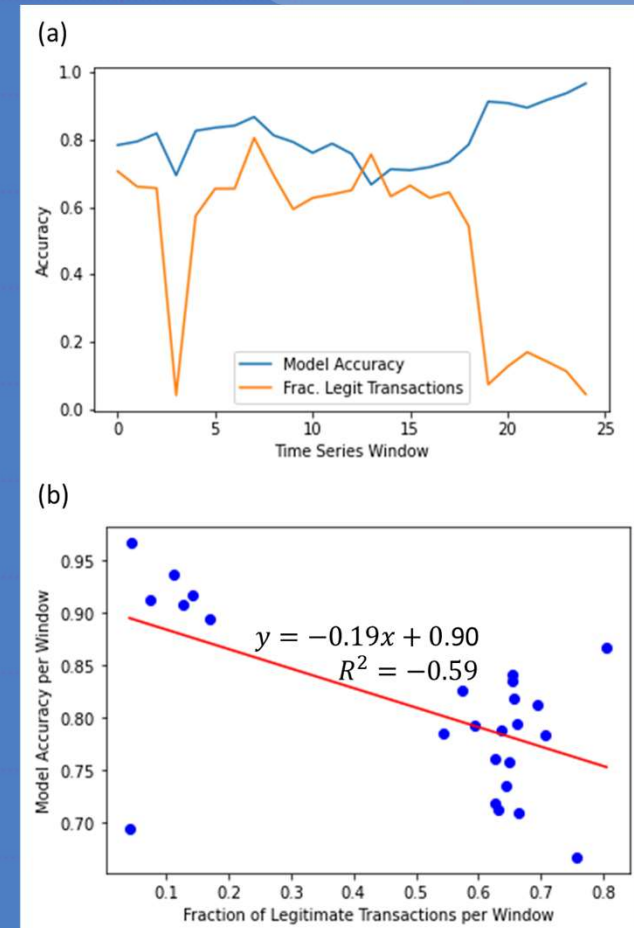 (a)
1.0
0.8
0.6
0.4
0.2
0.0
Accuracy
Model Accuracy
Frac. Legit Transactions
0 5 10 15 20 25
Time Series Window
(b)
0.95
0.90
0.85
0.80
0.75
0.70
Model Accuracy per Window
y = −0.19x + 0.90
R² = −0.59
0.1 0.2 0.3 0.4 0.5 0.6 0.7 0.8
Fraction of Legitimate Transactions per Window